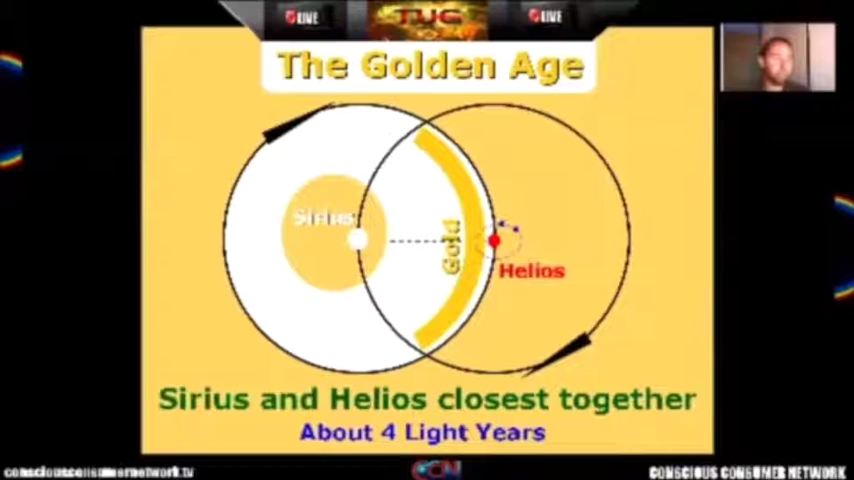 LIVE
TUG
LIVE
The Golden Age
Sirius
Gold
Helios
Sirius and Helios closest together
About 4 Light Years
consciousconsumernetwork.tv
CCN
CONSCIOUS CONSUMER NETWORK